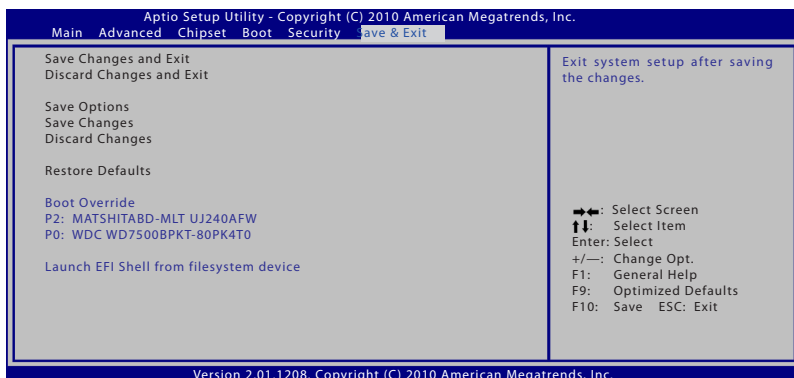 Aptio Setup Utility - Copyright (C) 2010 American Megatrends, Inc.
Main Advanced Chipset Boot Security Save & Exit
Save Changes and Exit
Discard Changes and Exit
Save Options
Save Changes
Discard Changes
Restore Defaults
Boot Override
P2: MATSHITABD-MLT UJ240AFW
P0: WDC WD7500BPKT-80PK4T0
Launch EFI Shell from filesystem device
Exit system setup after saving
the changes.
→←: Select Screen
↑↓: Select Item
Enter: Select
+/—: Change Opt.
F1: General Help
F9: Optimized Defaults
F10: Save ESC: Exit
Version 2.01.1208. Copyright (C) 2010 American Megatrends, Inc.